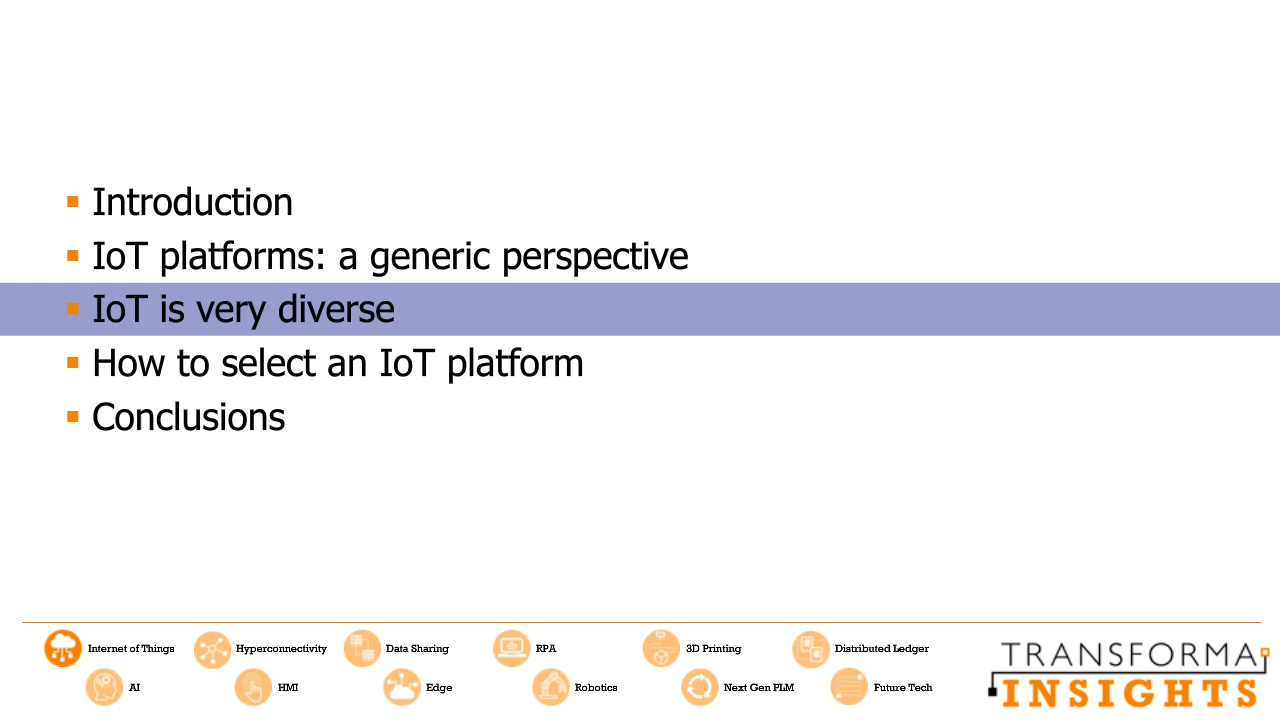 Introduction
IoT platforms: a generic perspective
IoT is very diverse
How to select an IoT platform
Conclusions
Internet of Things
Hyperconnectivity
Data Sharing
RPA
3D Printing
Distributed Ledger
AI
HMI
Edge
Robotics
Next Gen PLM
Future Tech
TRANSFORMA
INSIGHTS